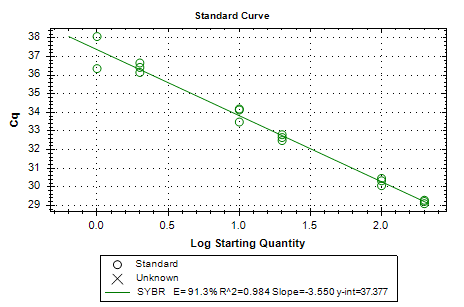 Standard Curve
38
37
36
35
34
33
32
31
30
29
Cq
0.0 0.5 1.0 1.5 2.0
Log Starting Quantity
Standard
Unknown
SYBR E= 91.3% R^2=0.984 Slope=-3.550 y-int=37.377